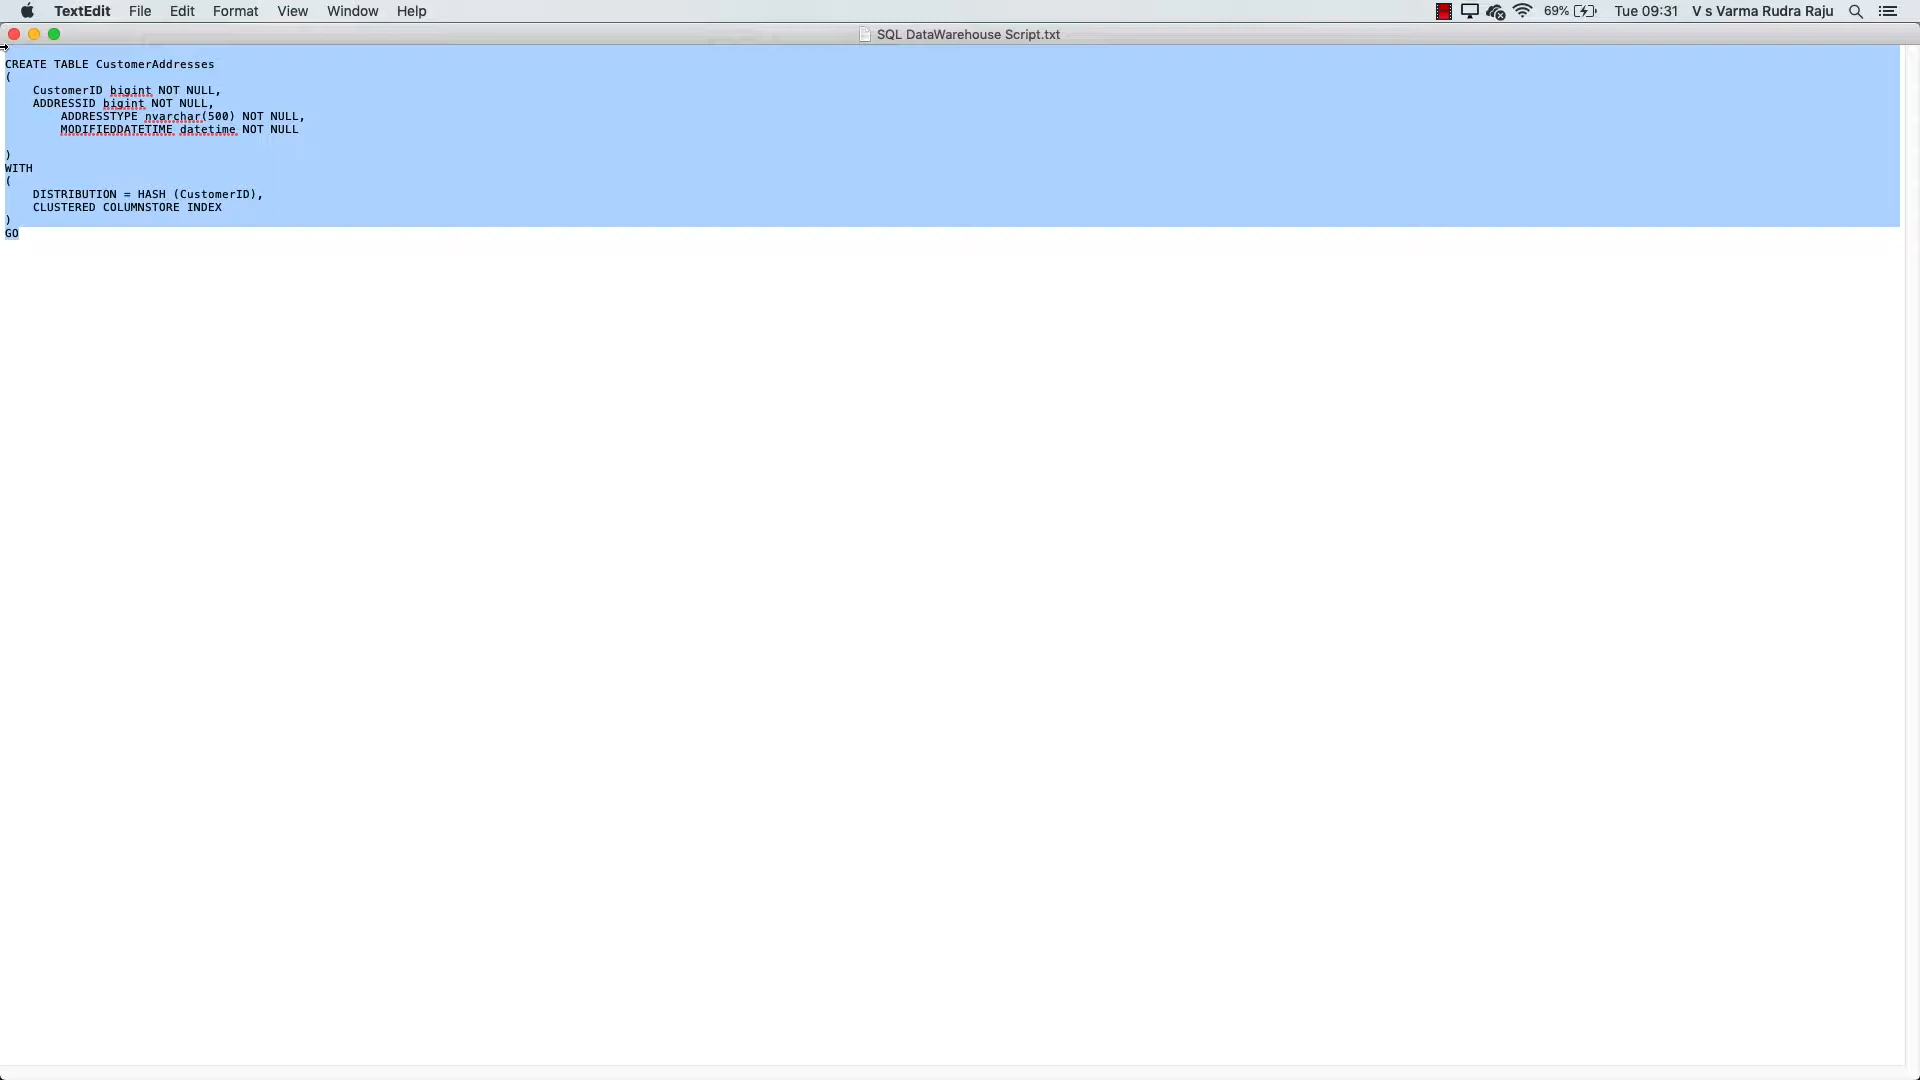 TextEdit File Edit Format View Window Help 69% Tue 09:31 V s Varma Rudra Raju
SQL DataWarehouse Script.txt
CREATE TABLE CustomerAddresses
(
CustomerID bigint NOT NULL,
ADDRESSID bigint NOT NULL,
ADDRESSTYPE nvarchar(500) NOT NULL,
MODIFIEDDATETIME datetime NOT NULL
)
WITH
(
DISTRIBUTION = HASH (CustomerID),
CLUSTERED COLUMNSTORE INDEX
)
GO